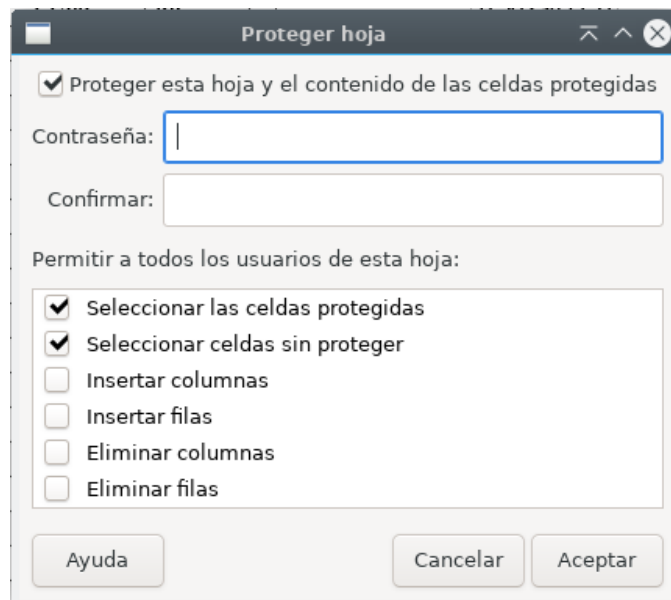 Proteger hoja
Proteger esta hoja y el contenido de las celdas protegidas
Contraseña:
Confirmar:
Permitir a todos los usuarios de esta hoja:
Seleccionar las celdas protegidas
Seleccionar celdas sin proteger
Insertar columnas
Insertar filas
Eliminar columnas
Eliminar filas
Ayuda Cancelar Aceptar